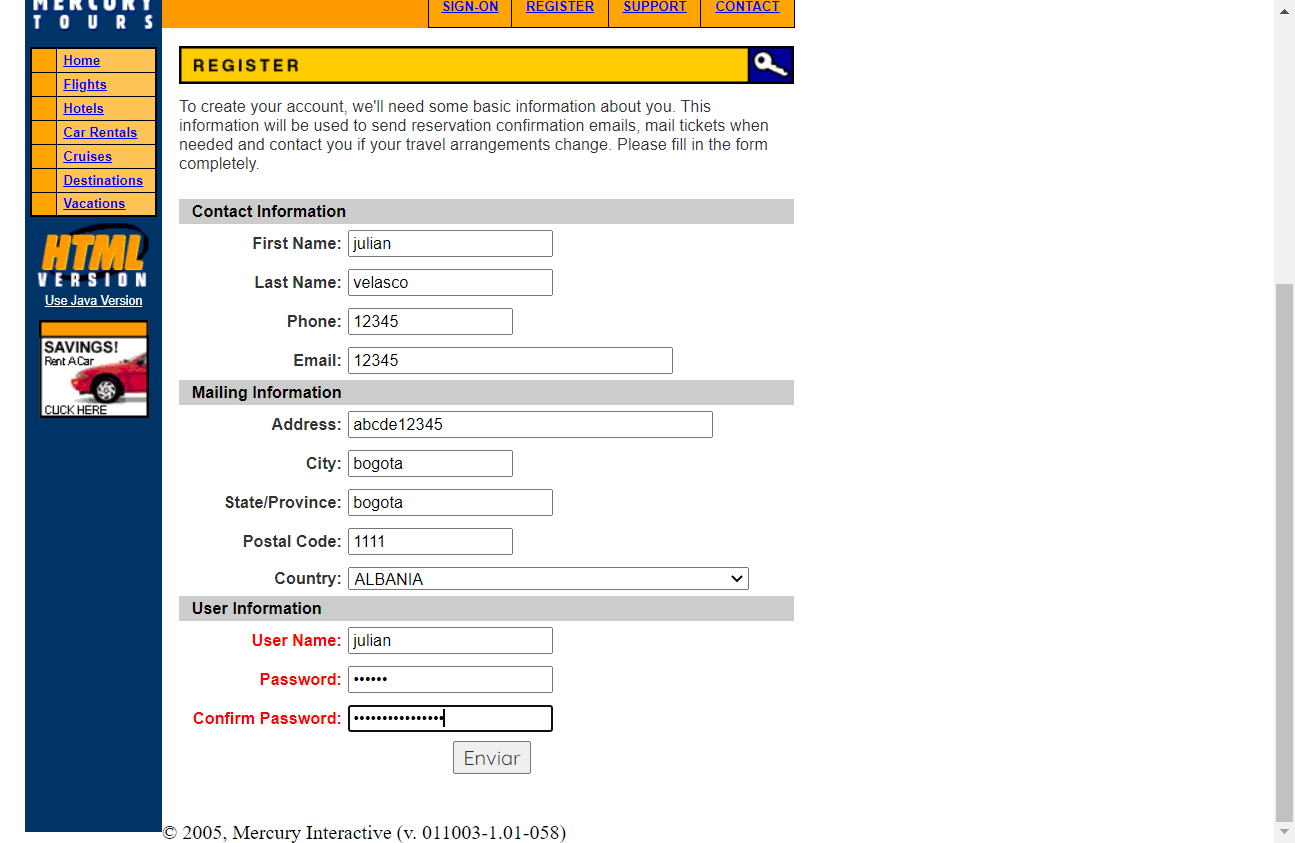 MERCURY
TOURS
SIGN-ON REGISTER SUPPORT CONTACT
Home
Flights
Hotels
Car Rentals
Cruises
Destinations
Vacations
HTML
VERSION
Use Java Version
SAVINGS!
Rent A Car
CLICK HERE
REGISTER
To create your account, we'll need some basic information about you. This
information will be used to send reservation confirmation emails, mail tickets when
needed and contact you if your travel arrangements change. Please fill in the form
completely.
Contact Information
First Name: julian
Last Name: velasco
Phone: 12345
Email: 12345
Mailing Information
Address: abcde12345
City: bogota
State/Province: bogota
Postal Code: 1111
Country: ALBANIA
User Information
User Name: julian
Password: ••••••
Confirm Password: ••••••••••••••••
Enviar
© 2005, Mercury Interactive (v. 011003-1.01-058)